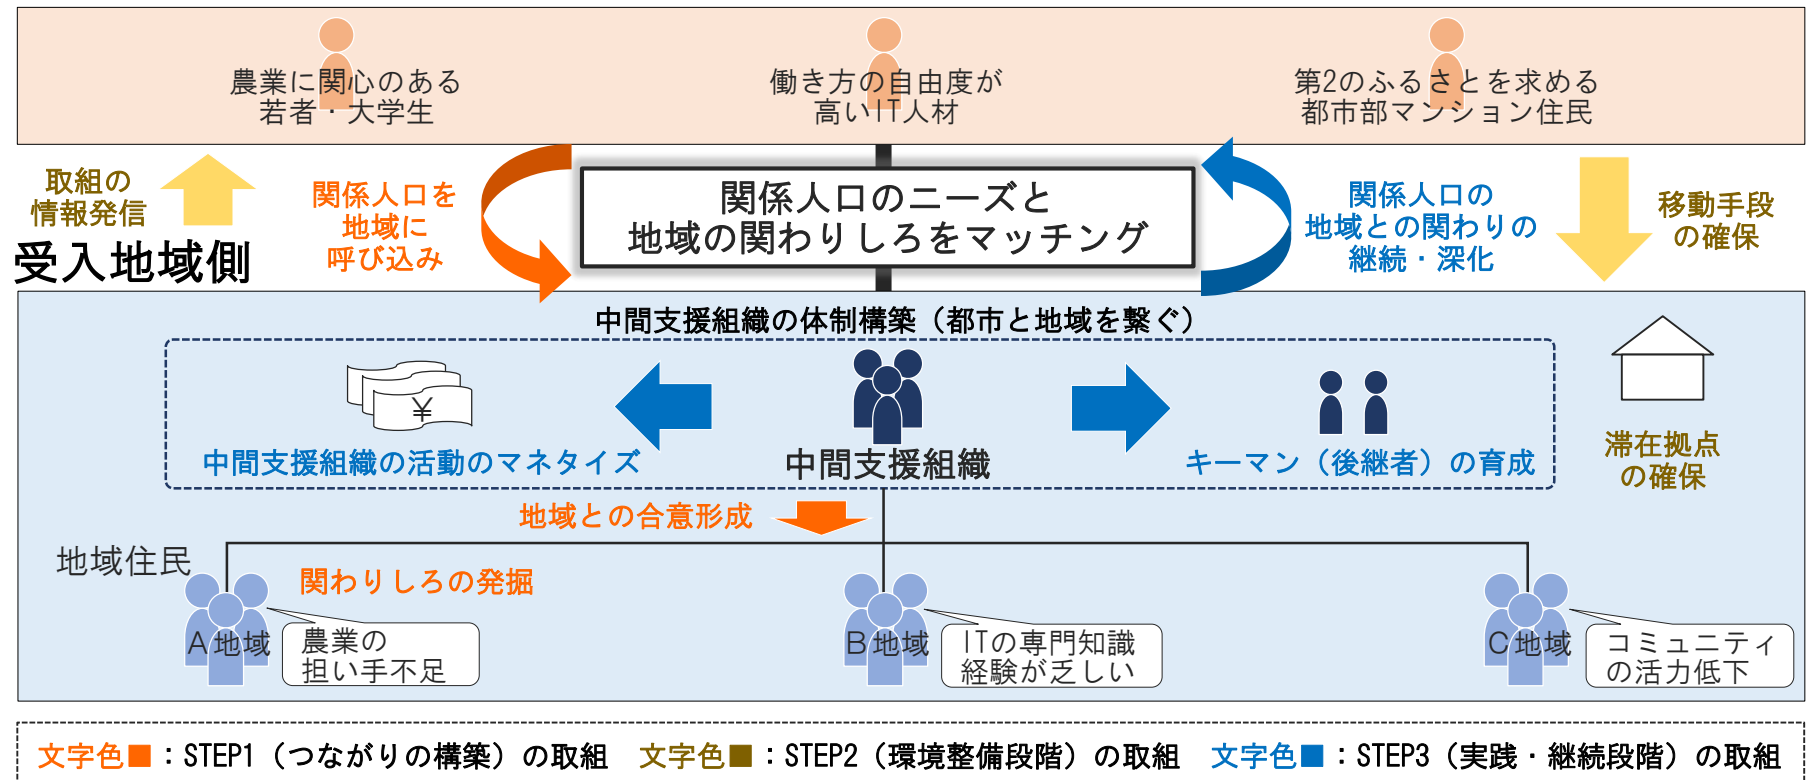 農業に関心のある
若者・大学生
働き方の自由度が
高いIT人材
第2のふるさとを求める
都市部マンション住民
取組の
情報発信
関係人口を
地域に
呼び込み
関係人口のニーズと
地域の関わりしろをマッチング
関係人口の
地域との関わりの
継続・深化
移動手段
の確保
受入地域側
中間支援組織の体制構築（都市と地域を繋ぐ）
¥
中間支援組織の活動のマネタイズ
中間支援組織
キーマン（後継者）の育成
滞在拠点
の確保
地域との合意形成
地域住民
関わりしろの発掘
A地域
農業の
担い手不足
B地域
ITの専門知識
経験が乏しい
C地域
コミュニティ
の活力低下
文字色■：STEP1（つながりの構築）の取組 文字色■：STEP2（環境整備段階）の取組 文字色■：STEP3（実践・継続段階）の取組